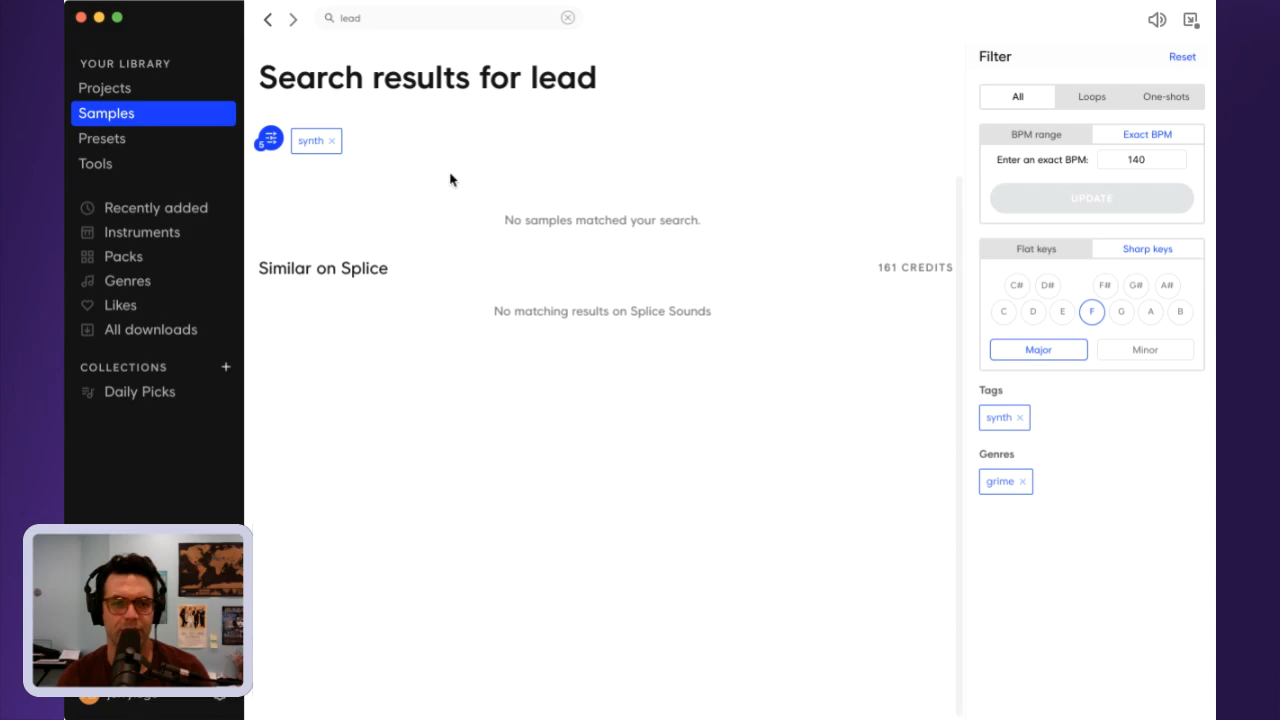 lead
YOUR LIBRARY
Projects
Samples
Presets
Tools
Recently added
Instruments
Packs
Genres
Likes
All downloads
COLLECTIONS +
Daily Picks
Search results for lead
5
synth ×
No samples matched your search.
Similar on Splice 161 CREDITS
No matching results on Splice Sounds
Filter Reset
All Loops One-shots
BPM range Exact BPM
Enter an exact BPM: 140
UPDATE
Flat keys Sharp keys
C# D# F# G# A#
C D E F G A B
Major Minor
Tags
synth ×
Genres
grime ×